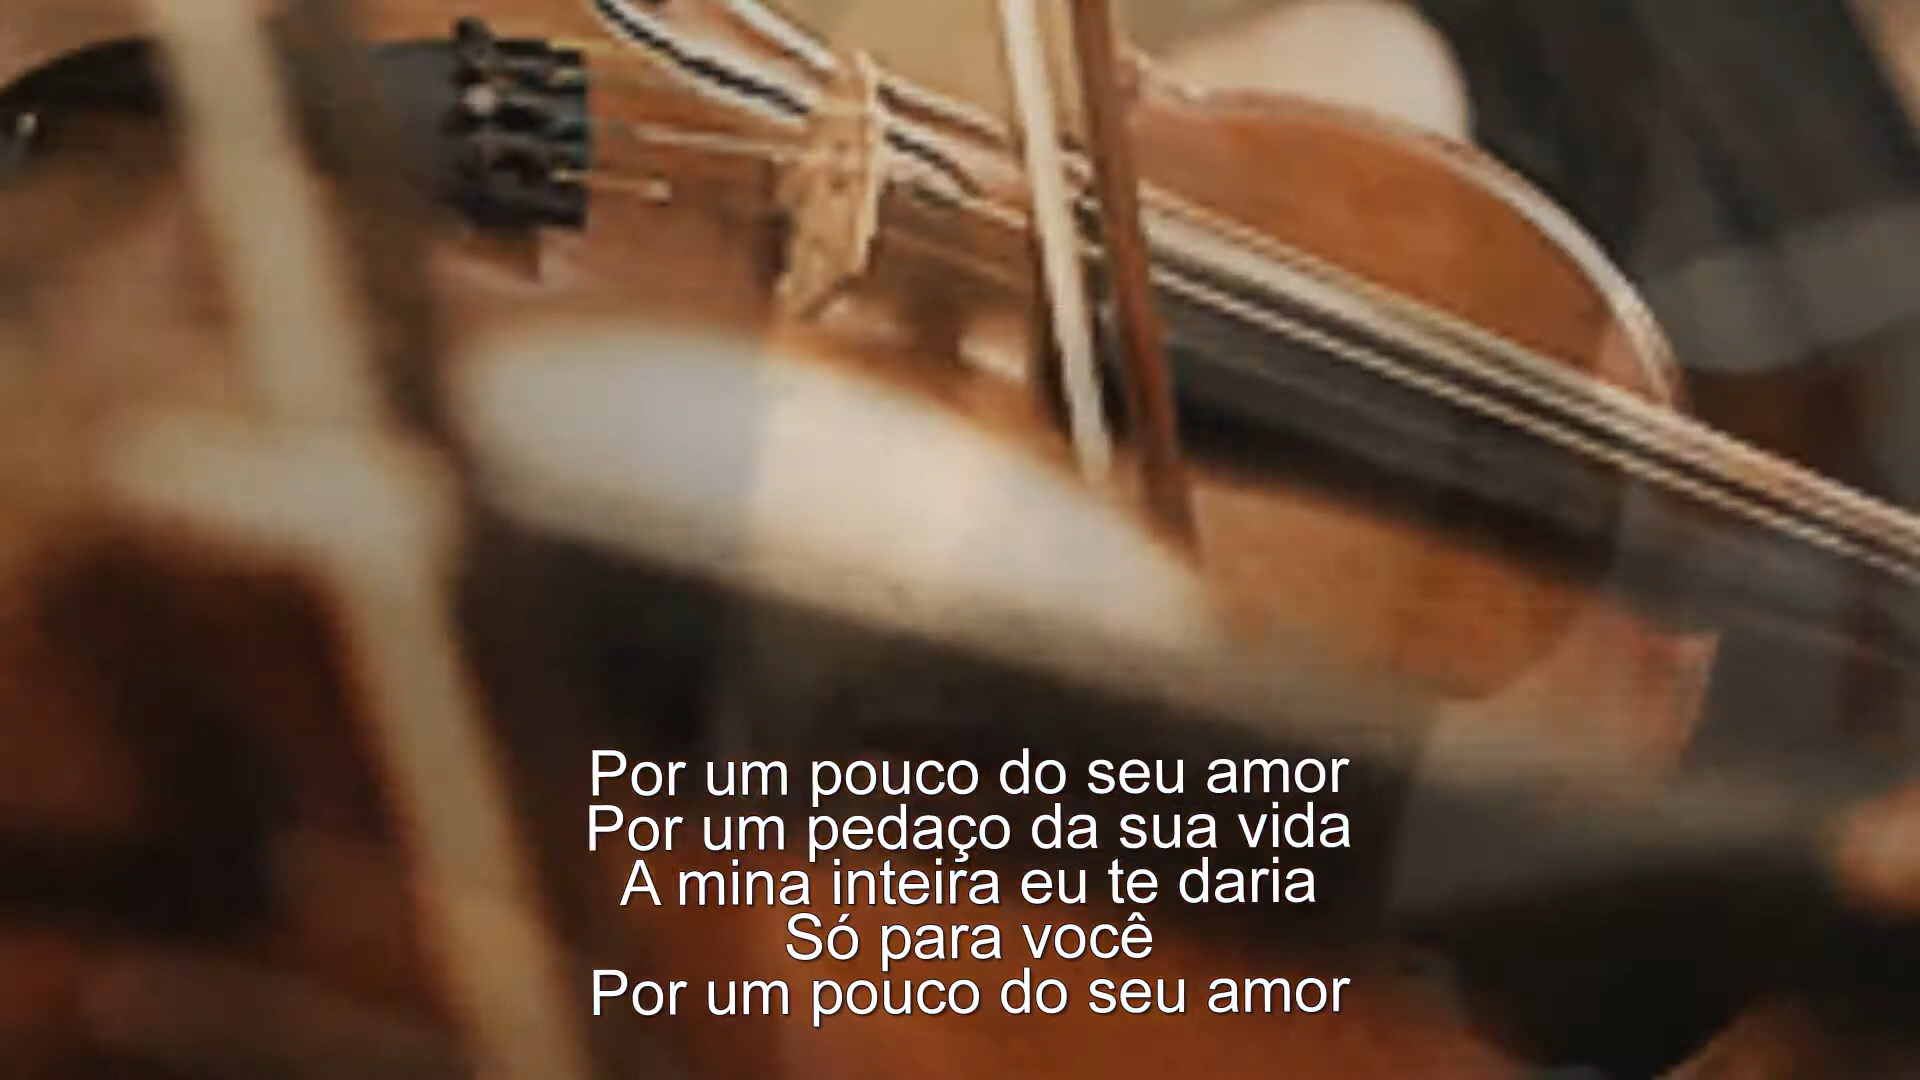 Por um pouco do seu amor
Por um pedaço da sua vida
A mina inteira eu te daria
Só para você
Por um pouco do seu amor